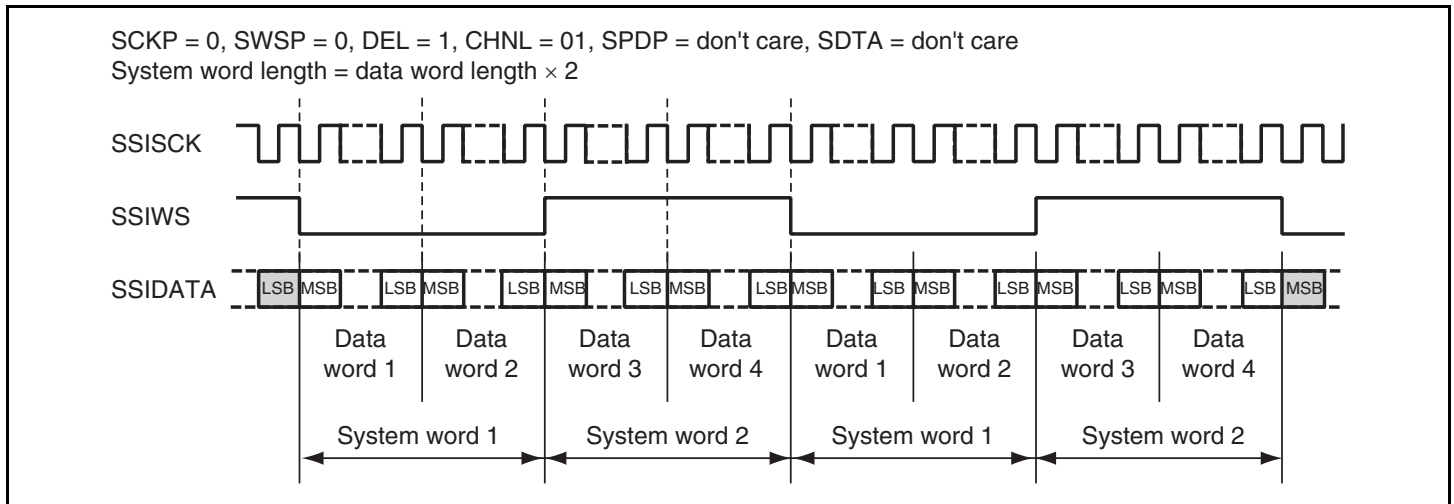 SCKP = 0, SWSP = 0, DEL = 1, CHNL = 01, SPDP = don't care, SDTA = don't care
System word length = data word length × 2
SSISCK
SSIWS
SSIDATA
LSB MSB LSB MSB LSB MSB LSB MSB LSB MSB LSB MSB LSB MSB LSB MSB LSB MSB
Data Data Data Data Data Data Data Data
word 1 word 2 word 3 word 4 word 1 word 2 word 3 word 4
System word 1 System word 2 System word 1 System word 2